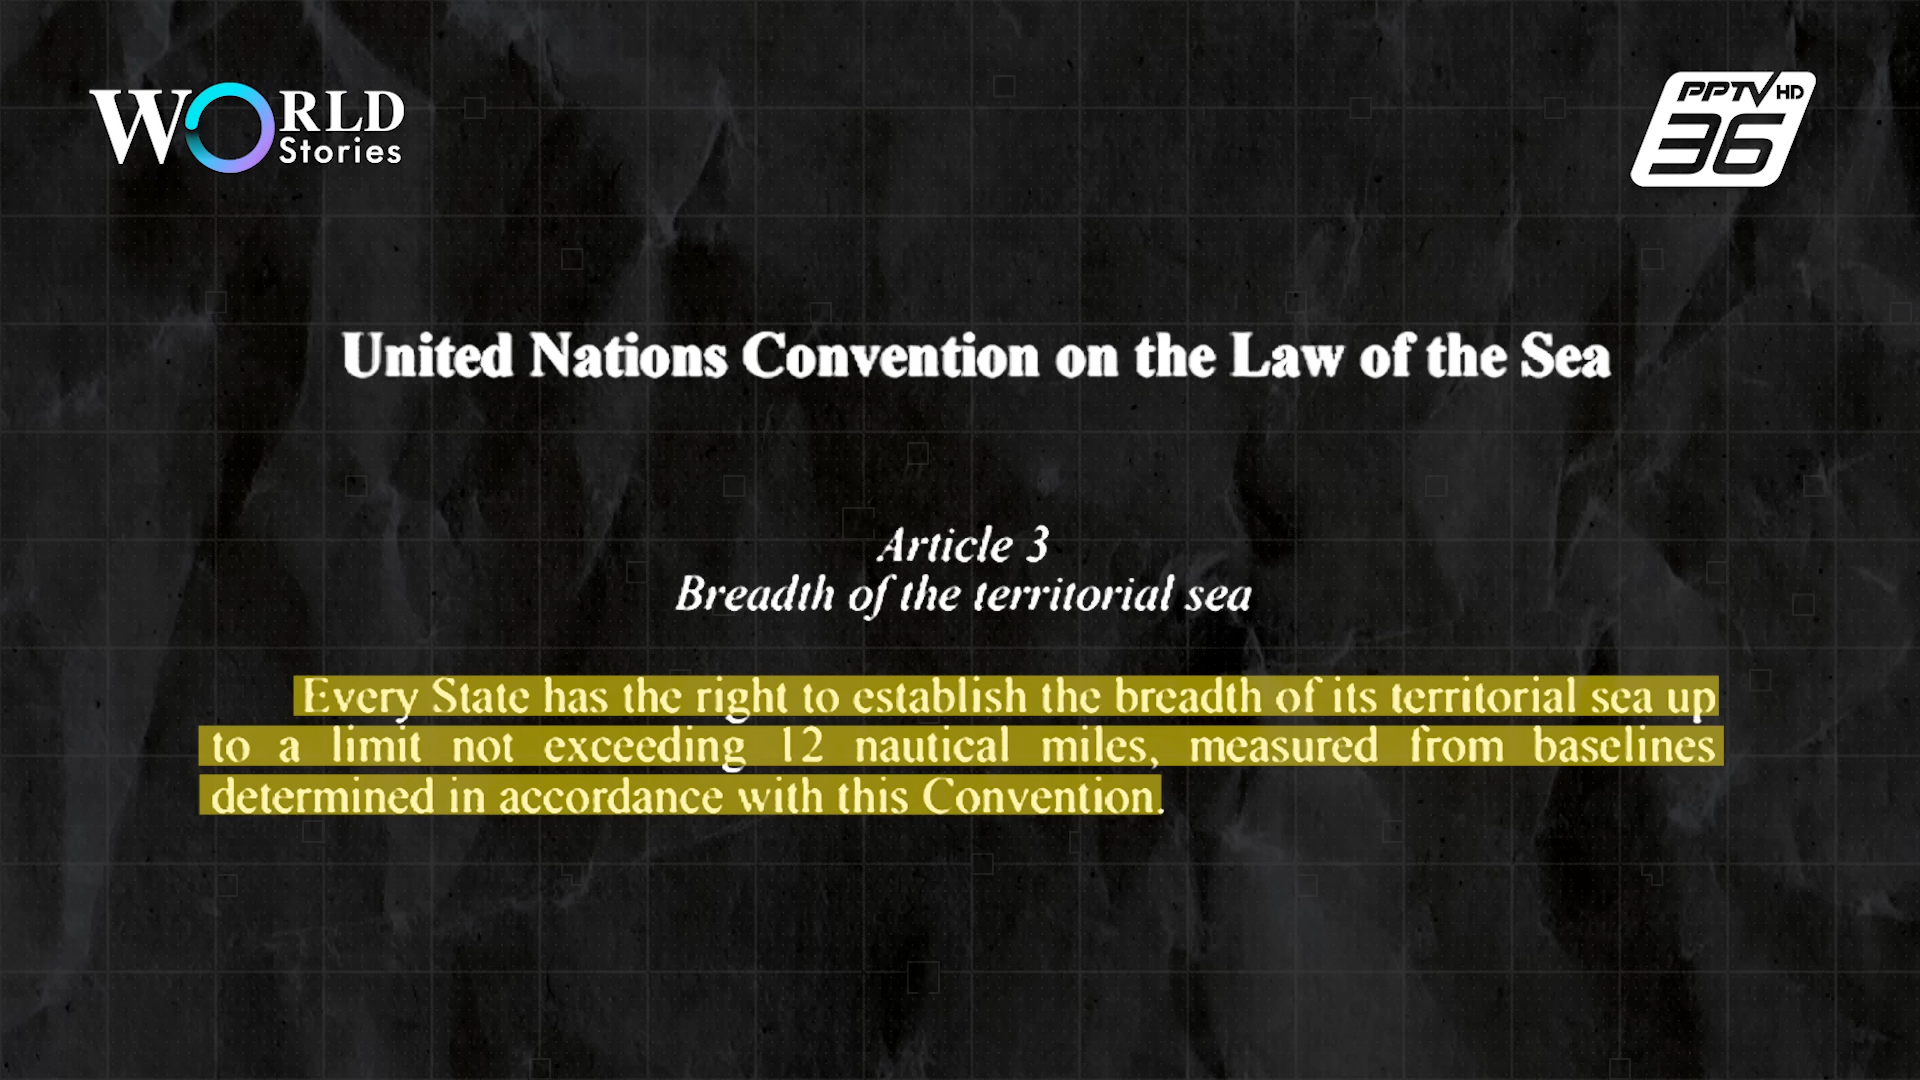 WORLD
Stories
PPTV HD
36
United Nations Convention on the Law of the Sea
Article 3
Breadth of the territorial sea
Every State has the right to establish the breadth of its territorial sea up
to a limit not exceeding 12 nautical miles, measured from baselines
determined in accordance with this Convention.